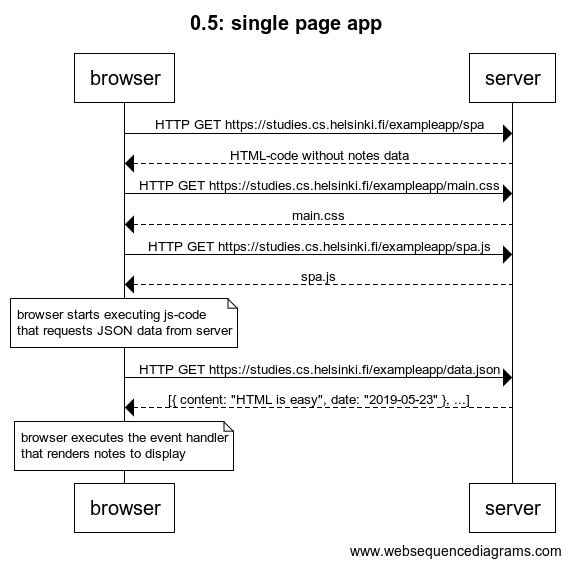 0.5: single page app
browser
server
HTTP GET https://studies.cs.helsinki.fi/exampleapp/spa
HTML-code without notes data
HTTP GET https://studies.cs.helsinki.fi/exampleapp/main.css
main.css
HTTP GET https://studies.cs.helsinki.fi/exampleapp/spa.js
spa.js
browser starts executing js-code
that requests JSON data from server
HTTP GET https://studies.cs.helsinki.fi/exampleapp/data.json
[{ content: "HTML is easy", date: "2019-05-23" }, ...]
browser executes the event handler
that renders notes to display
browser
server
www.websequencediagrams.com